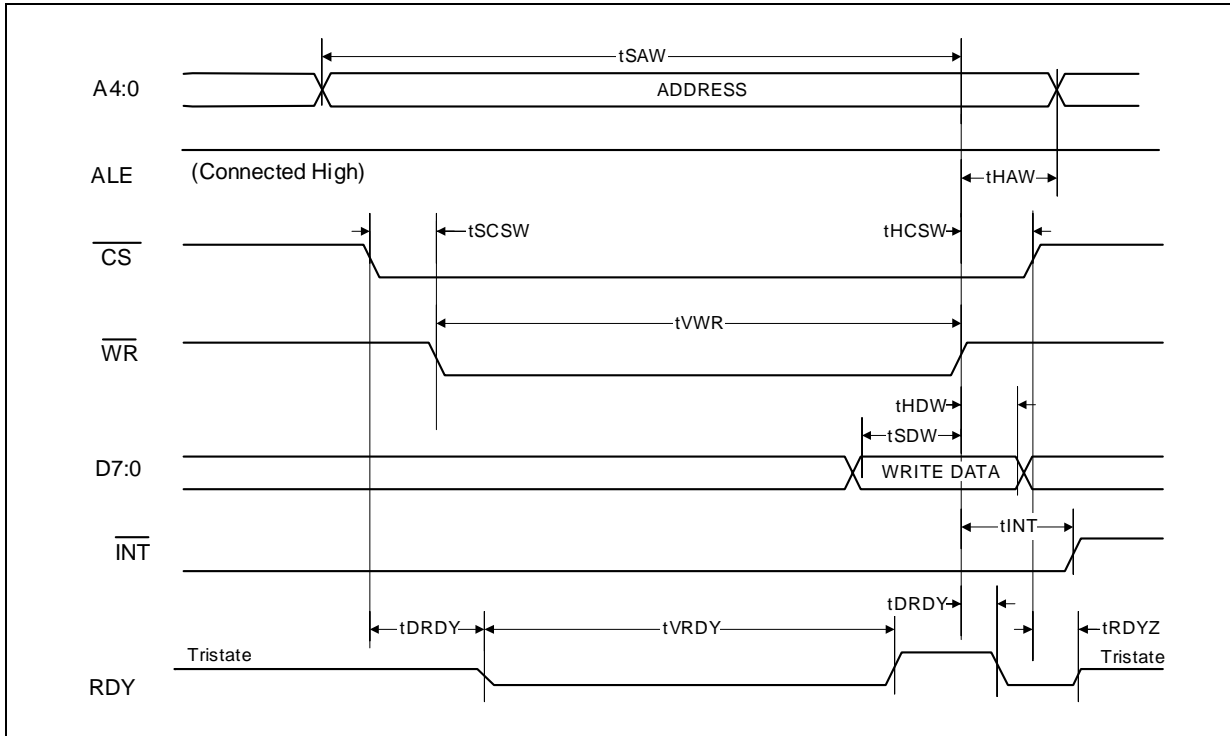 tSAW
A4:0
ADDRESS
ALE
(Connected High)
tHAW
tSCSW
tHCSW
CS
tVWR
WR
tHDW
tSDW
D7:0
WRITE DATA
tINT
INT
tDRDY
tDRDY
tVRDY
tRDYZ
Tristate
Tristate
RDY